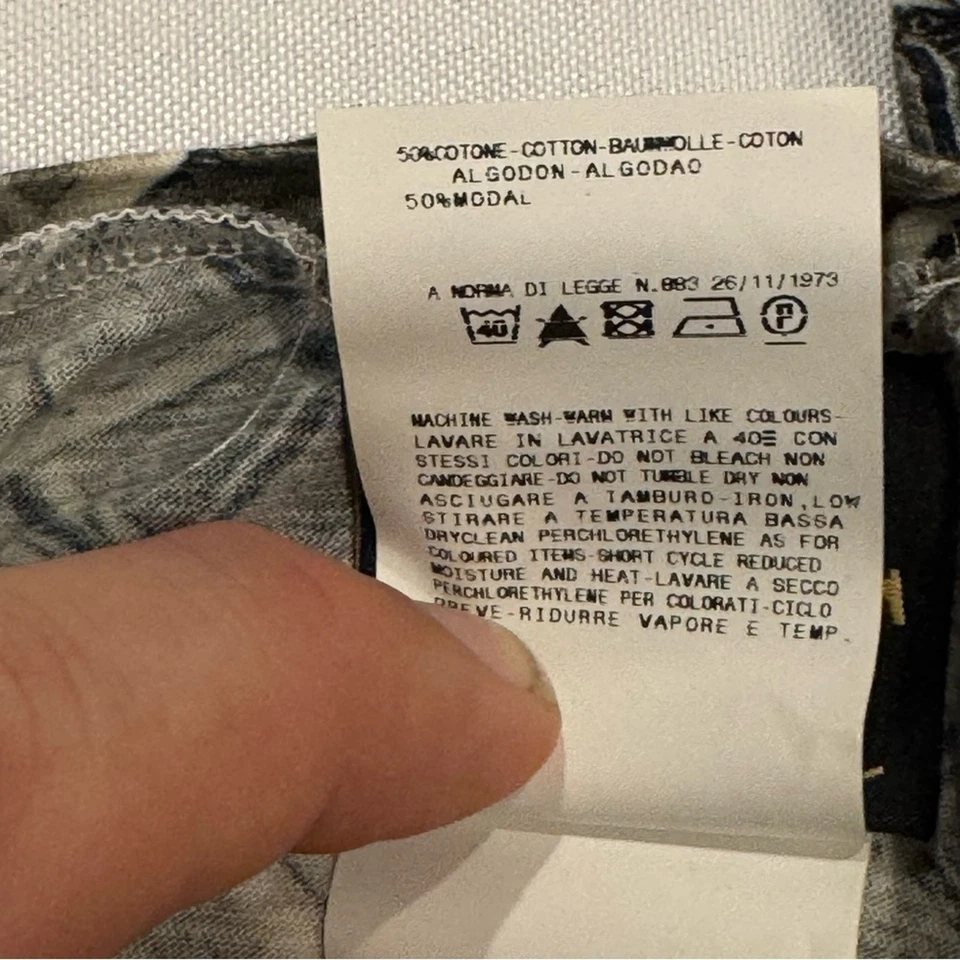 50%COTONE-COTTON-BAUMWOLLE-COTON
ALGODON-ALGODAO
50%MODAL
A NORMA DI LEGGE N.883 26/11/1973
40 P
MACHINE WASH-WARM WITH LIKE COLOURS-
LAVARE IN LAVATRICE A 40Ξ CON
STESSI COLORI-DO NOT BLEACH NON
CANDEGGIARE-DO NOT TUMBLE DRY NON
ASCIUGARE A TAMBURO-IRON,LOW
STIRARE A TEMPERATURA BASSA
DRYCLEAN PERCHLORETHYLENE AS FOR
COLOURED ITEMS-SHORT CYCLE REDUCED
MOISTURE AND HEAT-LAVARE A SECCO
PERCHLORETHYLENE PER COLORATI-CICLO
BREVE-RIDURRE VAPORE E TEMP.